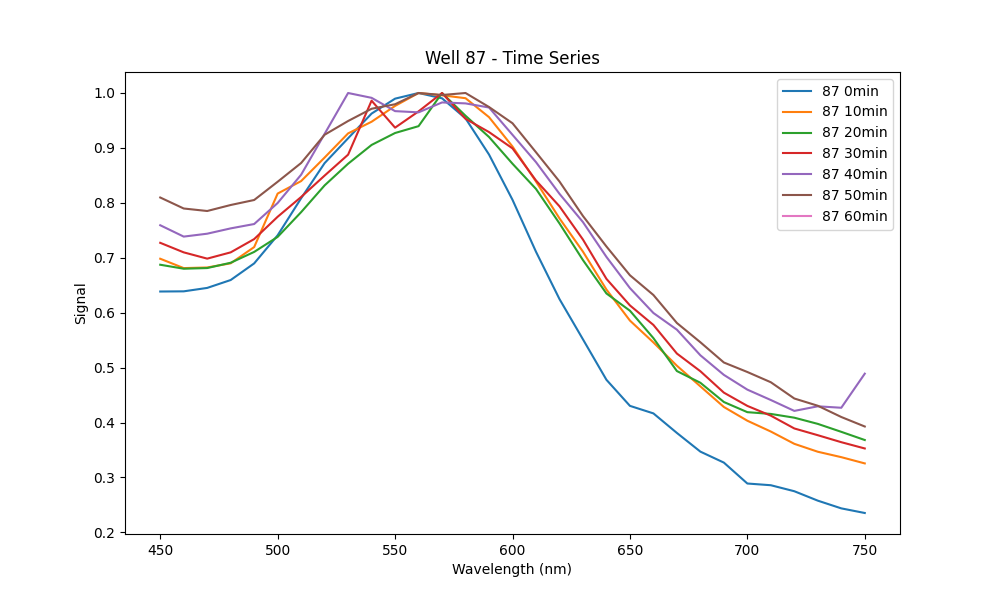 Well 87 - Time Series
1.0
0.9
0.8
0.7
0.6
0.5
0.4
0.3
0.2
Signal
450
500
550
600
650
700
750
Wavelength (nm)
87 0min
87 10min
87 20min
87 30min
87 40min
87 50min
87 60min